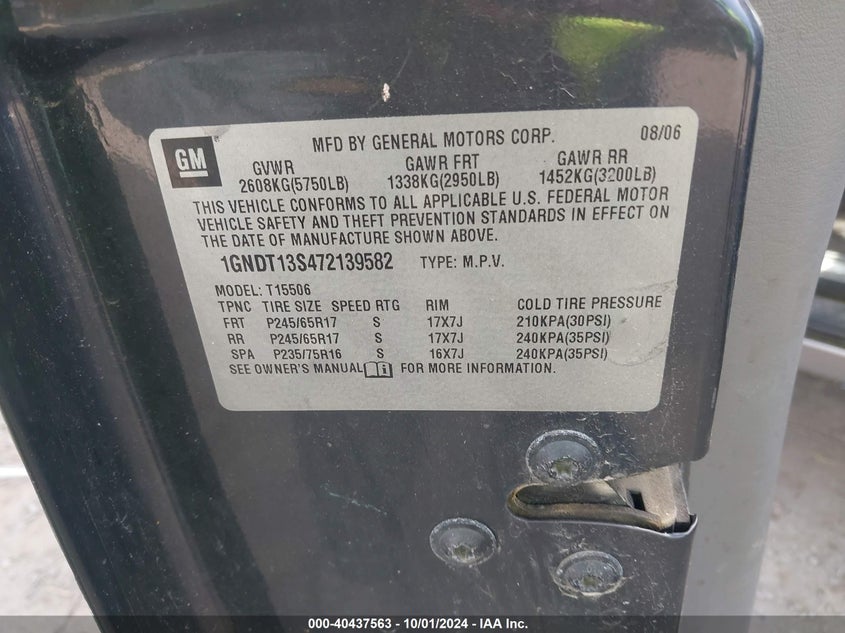 GM
MFD BY GENERAL MOTORS CORP. 08/06
GVWR GAWR FRT GAWR RR
2608KG(5750LB) 1338KG(2950LB) 1452KG(3200LB)
THIS VEHICLE CONFORMS TO ALL APPLICABLE U.S. FEDERAL MOTOR
VEHICLE SAFETY AND THEFT PREVENTION STANDARDS IN EFFECT ON
THE DATE OF MANUFACTURE SHOWN ABOVE.
1GNDT13S472139582 TYPE: M.P.V.
MODEL: T15506
TPNC TIRE SIZE SPEED RTG RIM COLD TIRE PRESSURE
FRT P245/65R17 S 17X7J 210KPA(30PSI)
RR P245/65R17 S 17X7J 240KPA(35PSI)
SPA P235/75R16 S 16X7J 240KPA(35PSI)
SEE OWNER'S MANUAL i FOR MORE INFORMATION.
000-40437563 - 10/01/2024 - IAA Inc.